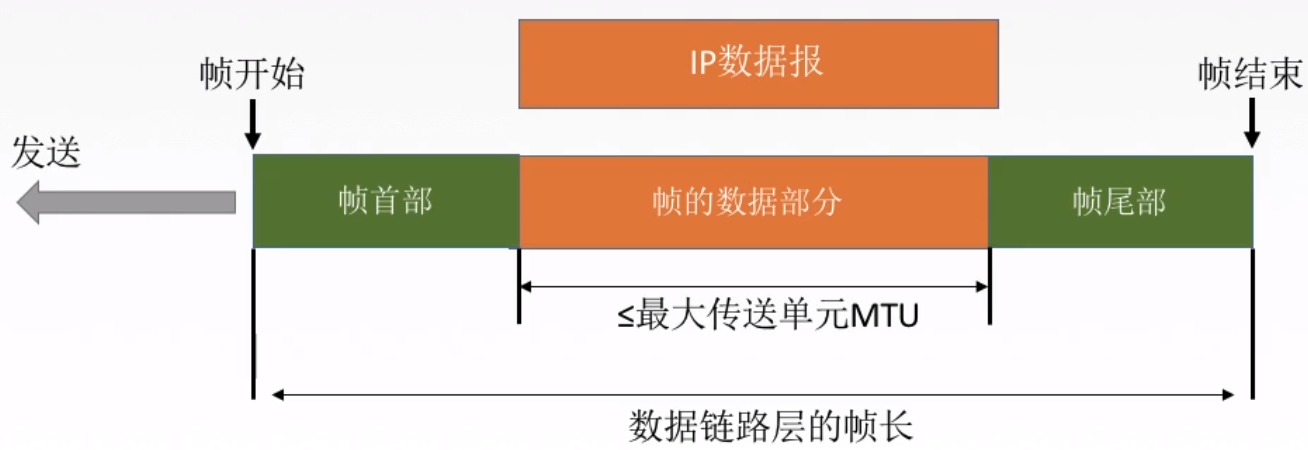 IP数据报
帧开始
帧结束
发送
帧首部
帧的数据部分
帧尾部
≤最大传送单元MTU
数据链路层的帧长